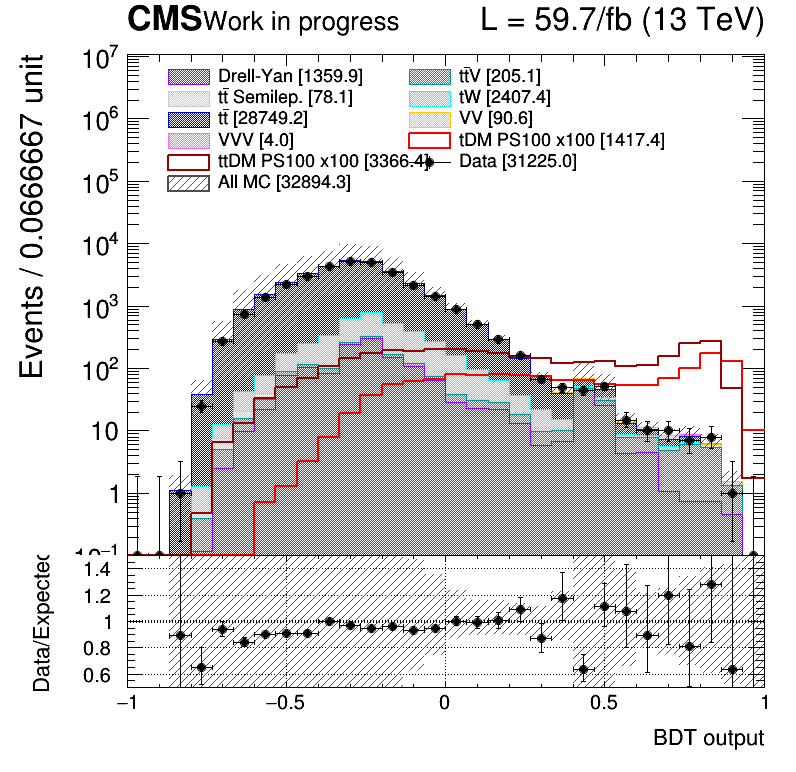 CMS Work in progress L = 59.7/fb (13 TeV)
Events / 0.0666667 unit
10⁷
10⁶
10⁵
10⁴
10³
10²
10
1
10⁻¹
Drell-Yan [1359.9] tt̄V [205.1]
tt̄ Semilep. [78.1] tW [2407.4]
tt̄ [28749.2] VV [90.6]
VVV [4.0] tDM PS100 x100 [1417.4]
ttDM PS100 x100 [3366.4] Data [31225.0]
All MC [32894.3]
Data/Expected
1.4
1.2
1
0.8
0.6
−1 −0.5 0 0.5 1
BDT output